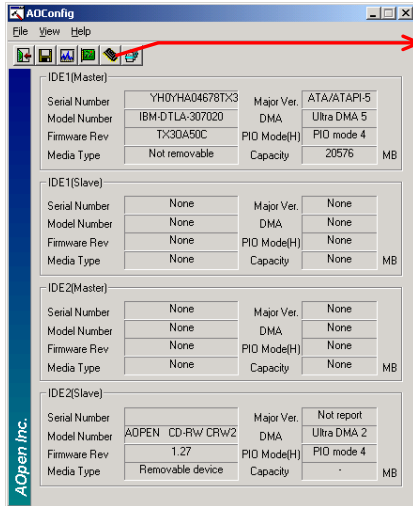 AOConfig
File View Help
IDE1(Master)
Serial Number YH0YHA04678TX3 Major Ver. ATA/ATAPI-5
Model Number IBM-DTLA-307020 DMA Ultra DMA 5
Firmware Rev TX3OA50C PIO Mode(H) PIO mode 4
Media Type Not removable Capacity 20576 MB
IDE1(Slave)
Serial Number None Major Ver. None
Model Number None DMA None
Firmware Rev None PIO Mode(H) None
Media Type None Capacity None MB
IDE2(Master)
Serial Number None Major Ver. None
Model Number None DMA None
Firmware Rev None PIO Mode(H) None
Media Type None Capacity None MB
IDE2(Slave)
Serial Number Major Ver. Not report
Model Number AOPEN CD-RW CRW2 DMA Ultra DMA 2
Firmware Rev 1.27 PIO Mode(H) PIO mode 4
Media Type Removable device Capacity - MB
AOpen Inc.